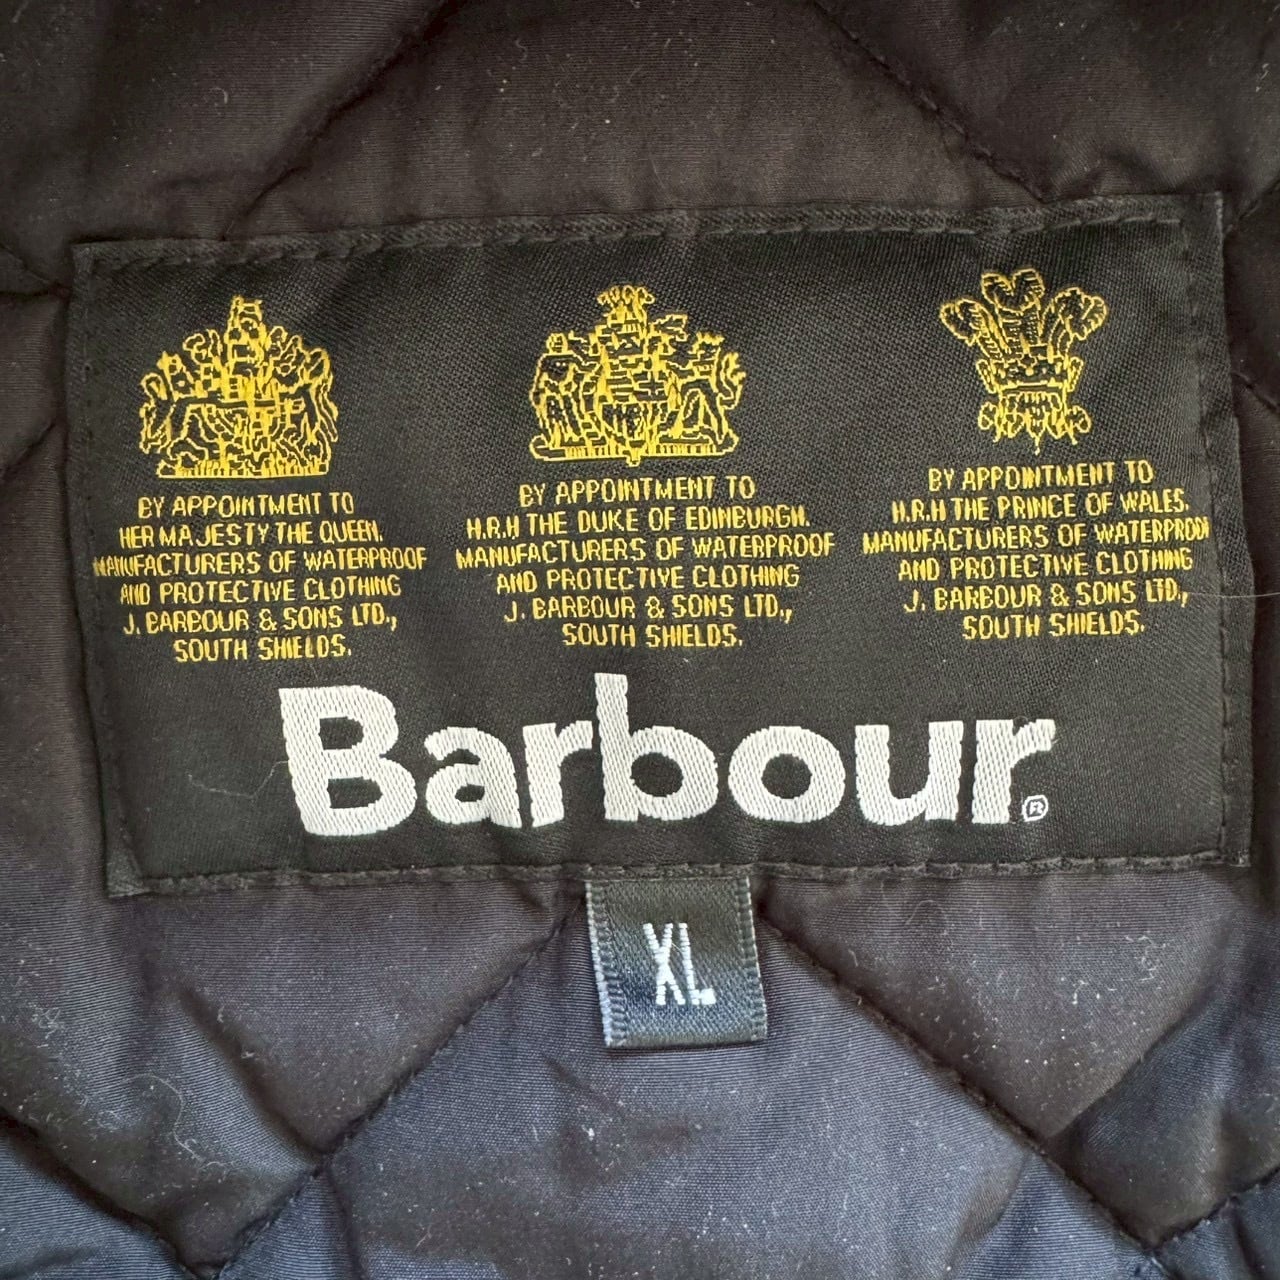 BY APPOINTMENT TO
HER MAJESTY THE QUEEN.
MANUFACTURERS OF WATERPROOF
AND PROTECTIVE CLOTHING
J. BARBOUR & SONS LTD.,
SOUTH SHIELDS.
BY APPOINTMENT TO
H.R.H THE DUKE OF EDINBURGH.
MANUFACTURERS OF WATERPROOF
AND PROTECTIVE CLOTHING
J. BARBOUR & SONS LTD.,
SOUTH SHIELDS.
BY APPOINTMENT TO
H.R.H THE PRINCE OF WALES.
MANUFACTURERS OF WATERPROOF
AND PROTECTIVE CLOTHING
J. BARBOUR & SONS LTD.,
SOUTH SHIELDS.
Barbour®
XL